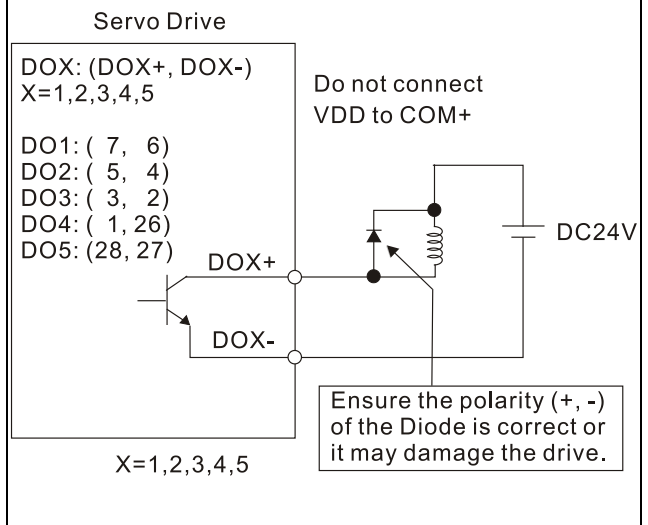 Servo Drive
DOX: (DOX+, DOX-)
X=1,2,3,4,5
DO1: ( 7, 6)
DO2: ( 5, 4)
DO3: ( 3, 2)
DO4: ( 1, 26)
DO5: (28, 27)
Do not connect
VDD to COM+
DC24V
DOX+
DOX-
Ensure the polarity (+, -)
of the Diode is correct or
it may damage the drive.
X=1,2,3,4,5